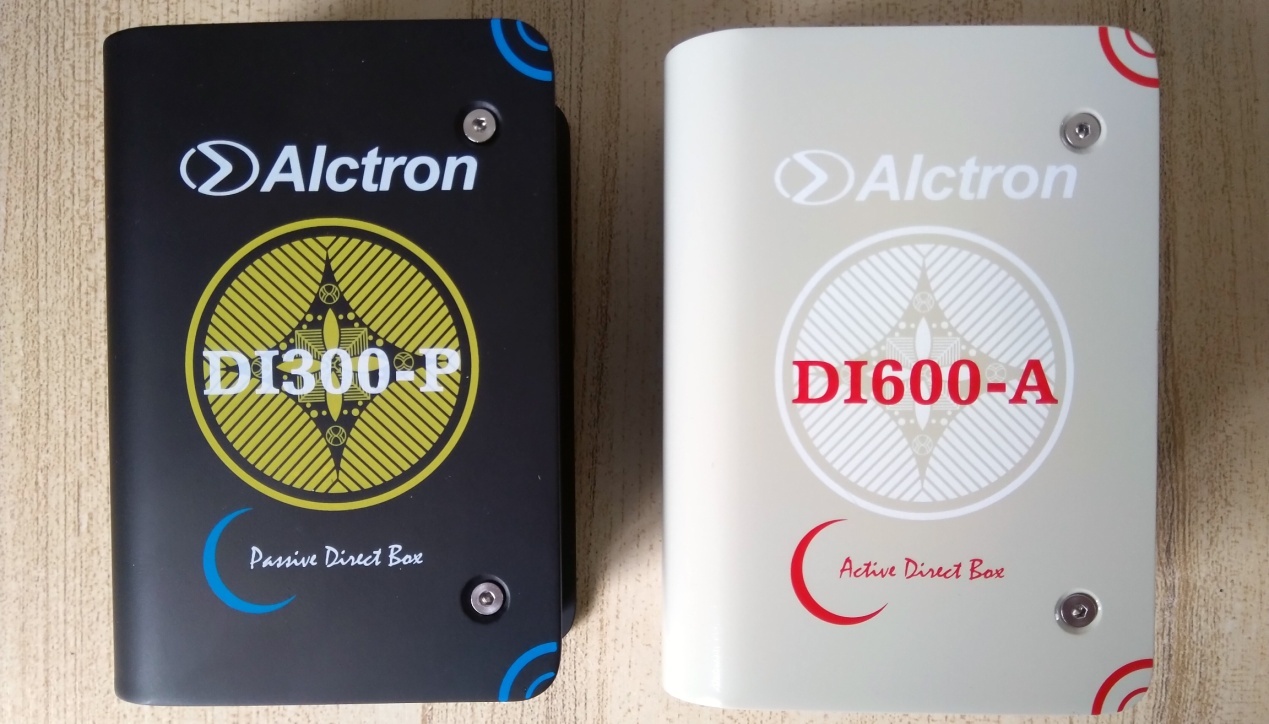 Alctron
DI300-P
Passive Direct Box
Alctron
DI600-A
Active Direct Box